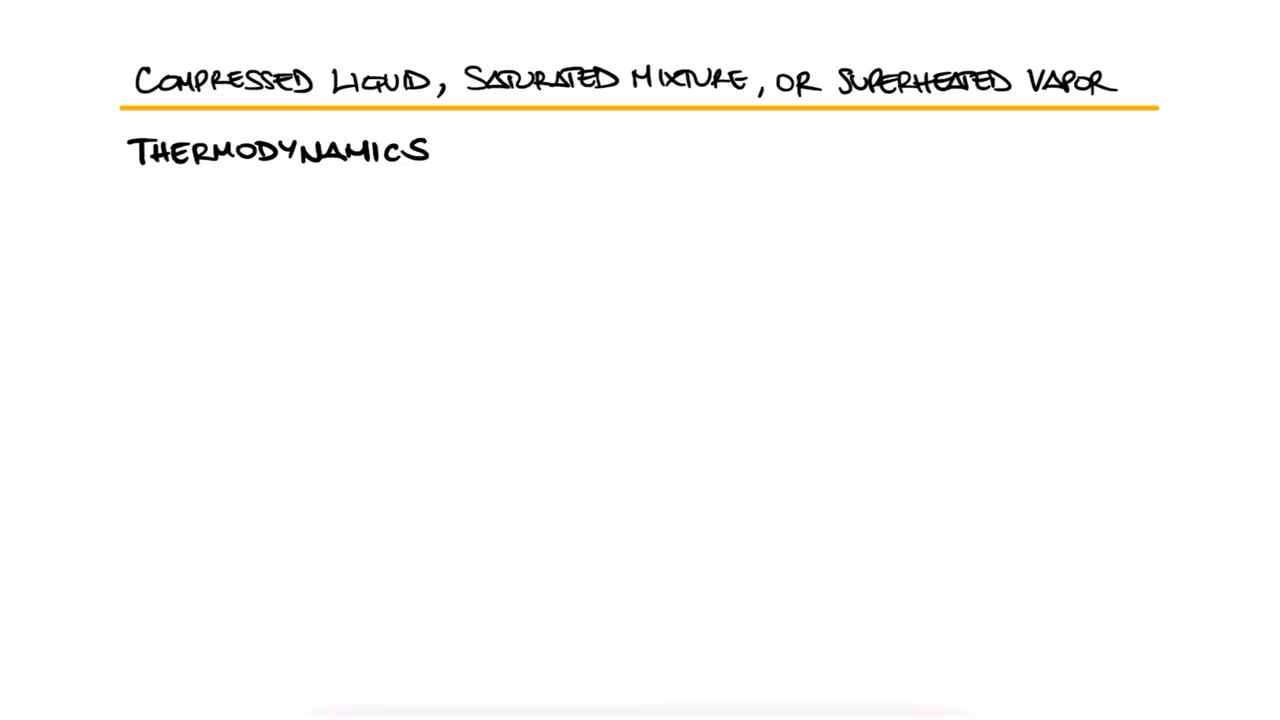 COMPRESSED LIQUID, SATURATED MIXTURE, OR SUPERHEATED VAPOR
THERMODYNAMICS